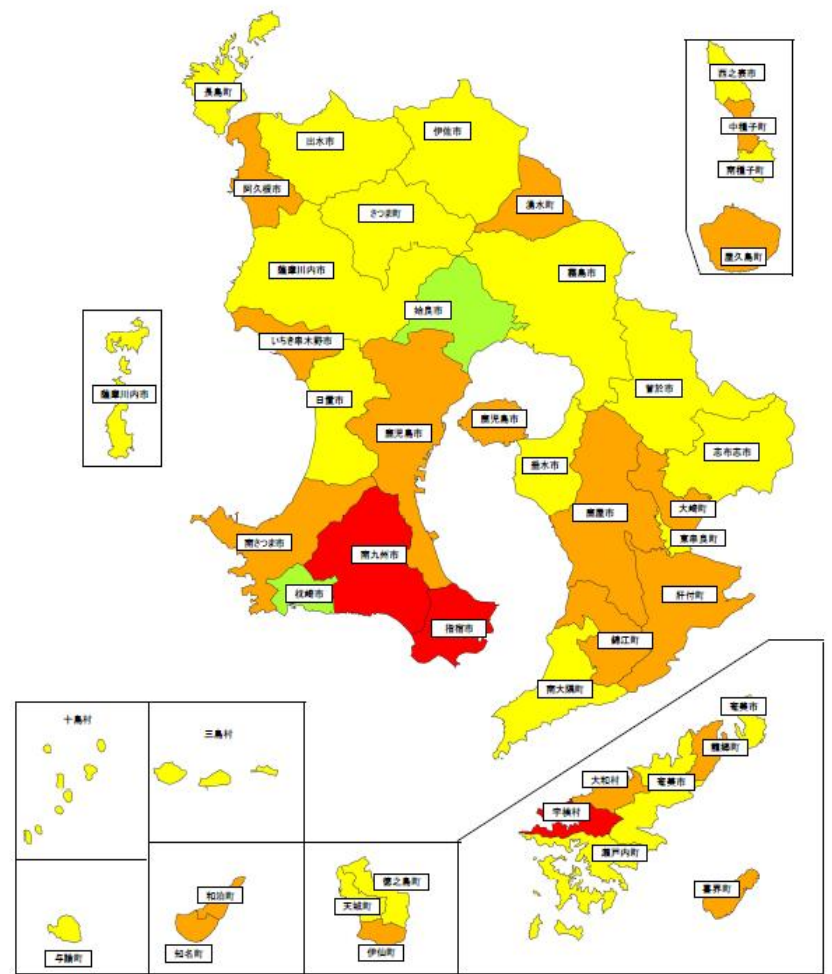 長島町
西之表市
中種子町
南種子町
屋久島町
出水市
伊佐市
阿久根市
湧水町
さつま町
薩摩川内市
霧島市
姶良市
いちき串木野市
薩摩川内市
日置市
鹿児島市
鹿児島市
曽於市
志布志市
垂水市
鹿屋市
大崎町
東串良町
南さつま市
南九州市
枕崎市
指宿市
肝付町
錦江町
南大隅町
十島村
三島村
奄美市
龍郷町
大和村
奄美市
宇検村
瀬戸内町
喜界町
徳之島町
天城町
伊仙町
和泊町
知名町
与論町